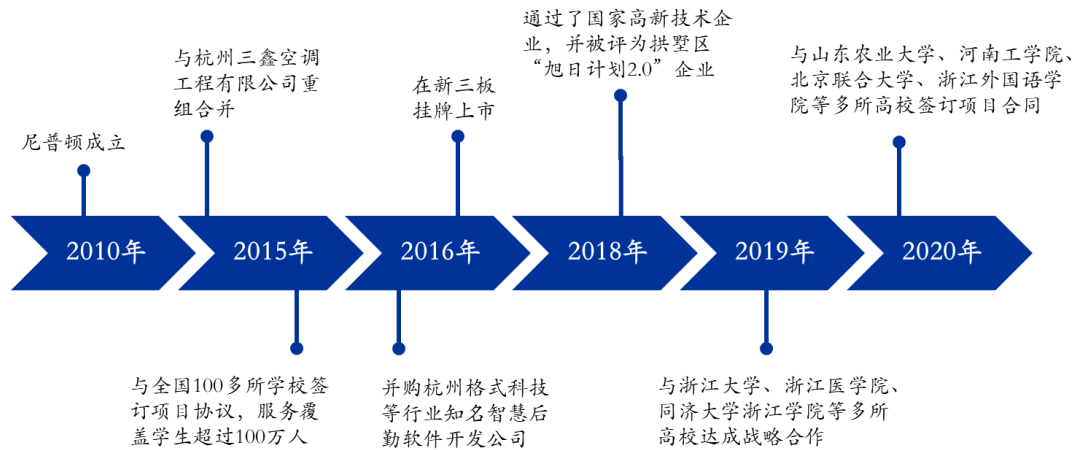 尼普顿成立
与杭州三鑫空调
工程有限公司重
组合并
在新三板
挂牌上市
通过了国家高新技术企
业，并被评为拱墅区
“旭日计划2.0”企业
与山东农业大学、河南工学院、
北京联合大学、浙江外国语学
院等多所高校签订项目合同
2010年
2015年
2016年
2018年
2019年
2020年
与全国100多所学校签
订项目协议，服务覆
盖学生超过100万人
并购杭州格式科技
等行业知名智慧后
勤软件开发公司
与浙江大学、浙江医学院、
同济大学浙江学院等多所
高校达成战略合作